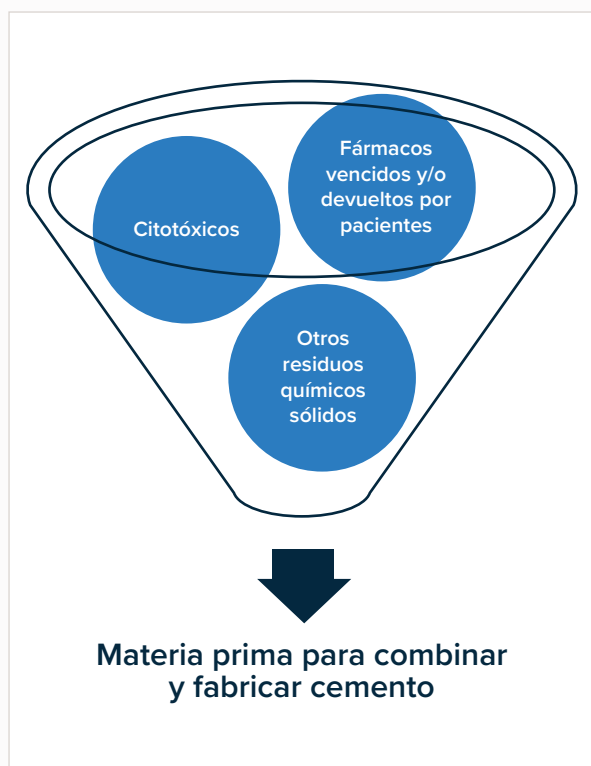 Fármacos
vencidos y/o
devueltos por
pacientes
Citotóxicos
Otros
residuos
químicos
sólidos
Materia prima para combinar
y fabricar cemento